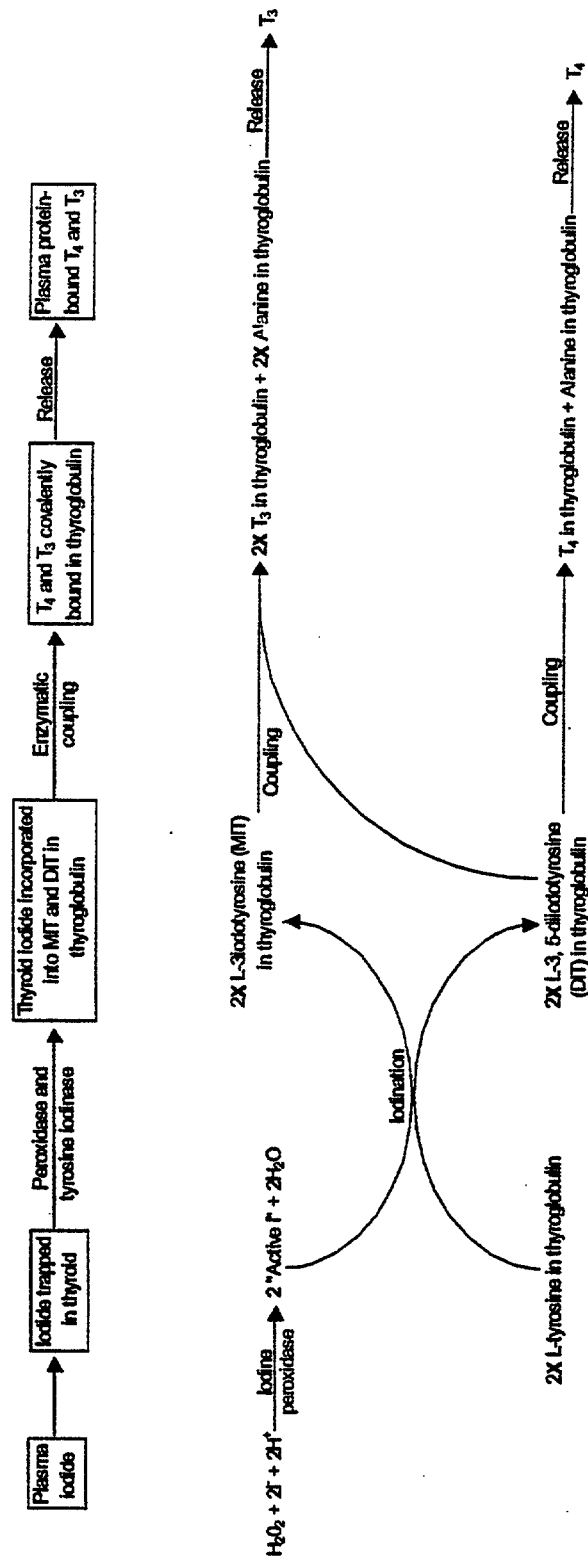 Plasma
iodide
Iodide trapped
in thyroid
Peroxidase and
tyrosine iodinase
Thyroid iodide incorporated
into MIT and DIT in
thyroglobulin
Enzymatic
coupling
T₄ and T₃ covalently
bound in thyroglobulin
Release
Plasma protein-
bound T₄ and T₃
H₂O₂ + 2I⁻ + 2H⁺
Iodine
peroxidase
2 "Active I" + 2H₂O
2X L-tyrosine in thyroglobulin
Iodination
2X L-3iodotyrosine (MIT)
in thyroglobulin
2X L-3, 5-diiodotyrosine
(DIT) in thyroglobulin
Coupling
2X T₃ in thyroglobulin + 2X Alanine in thyroglobulin
Release
T₃
Coupling
T₄ in thyroglobulin + Alanine in thyroglobulin
Release
T₄